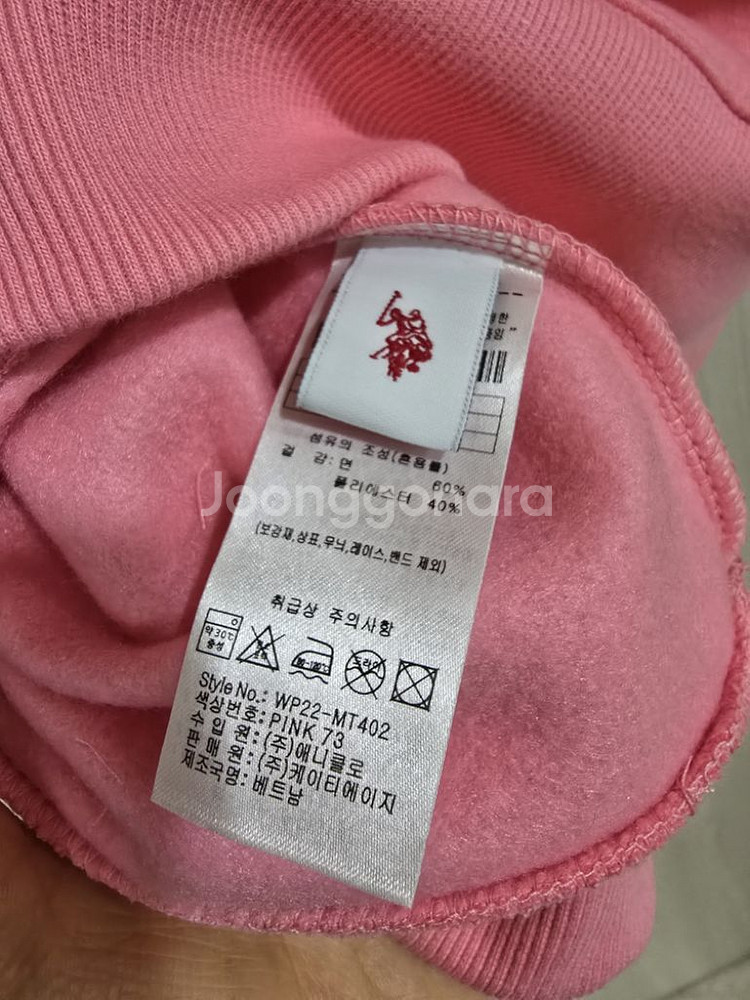 섬유의 조성(혼용률)
겉 감:면 60%
폴리에스터 40%
Joonggonara
(보강재,상표,무늬,레이스,밴드 제외)
취급상 주의사항
약30℃
중성
드라이
Style No.: WP22-MT402
색상번호: PINK 73
수 입 원: (주)애니클로
판 매 원: (주)케이티에이지
제조국명: 베트남